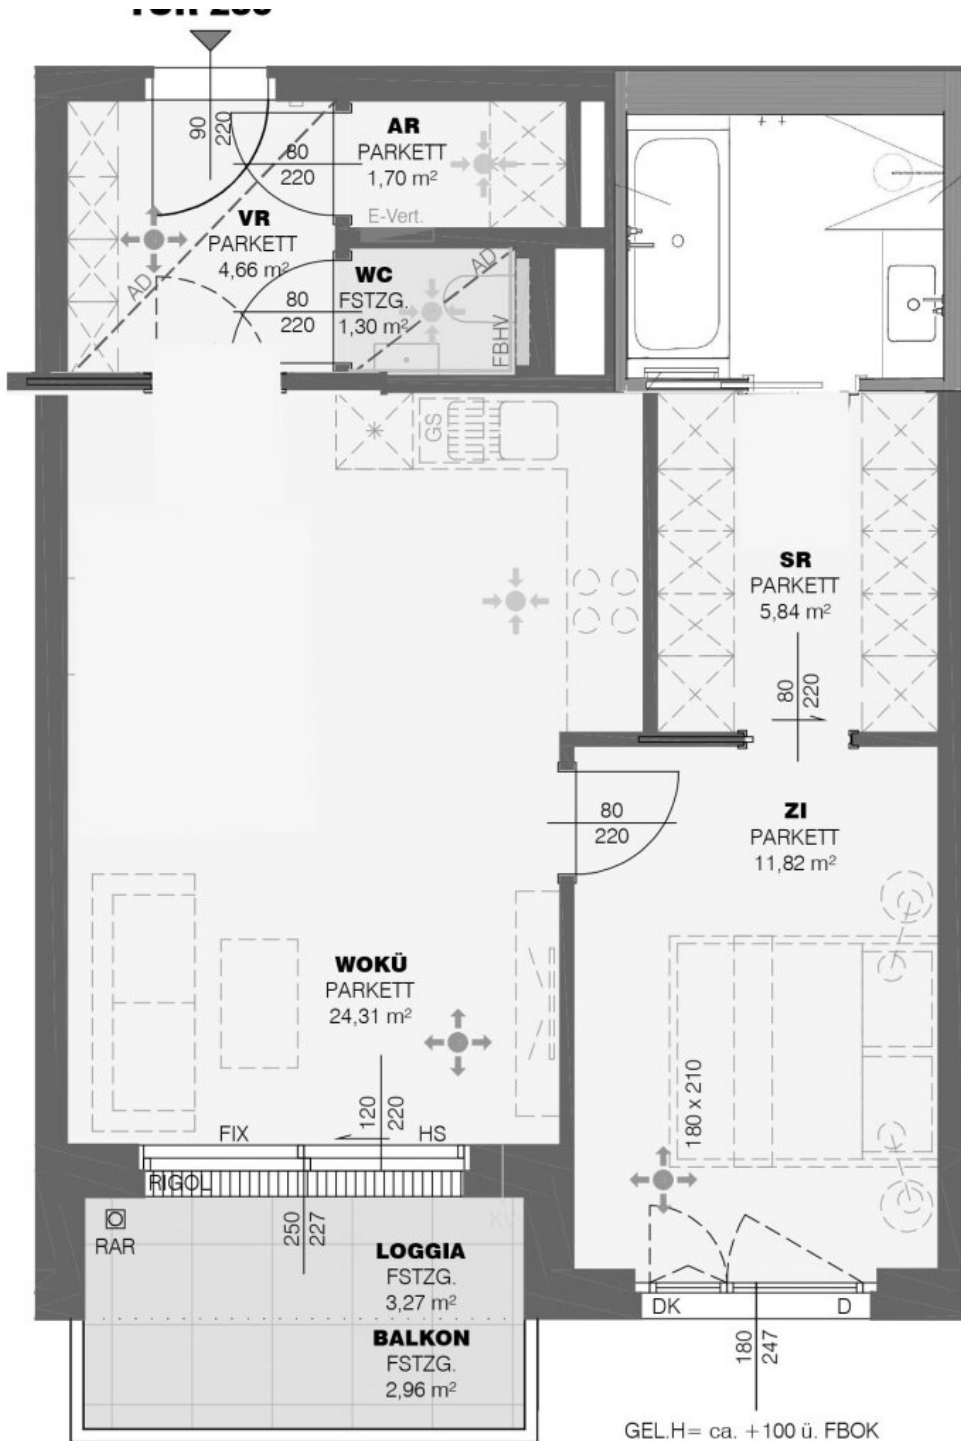 90
220
80
220
AR
PARKETT
1,70 m²
E-Vert.
VR
PARKETT
4,66 m²
AD
80
220
WC
FSTZG.
1,30 m²
AD
FBHV
GS
SR
PARKETT
5,84 m²
80
220
80
220
ZI
PARKETT
11,82 m²
WOKÜ
PARKETT
24,31 m²
180 x 210
120
220
FIX
HS
RIGOL
RAR
250
227
KV
LOGGIA
FSTZG.
3,27 m²
BALKON
FSTZG.
2,96 m²
DK
D
180
247
GEL.H= ca. +100 ü. FBOK